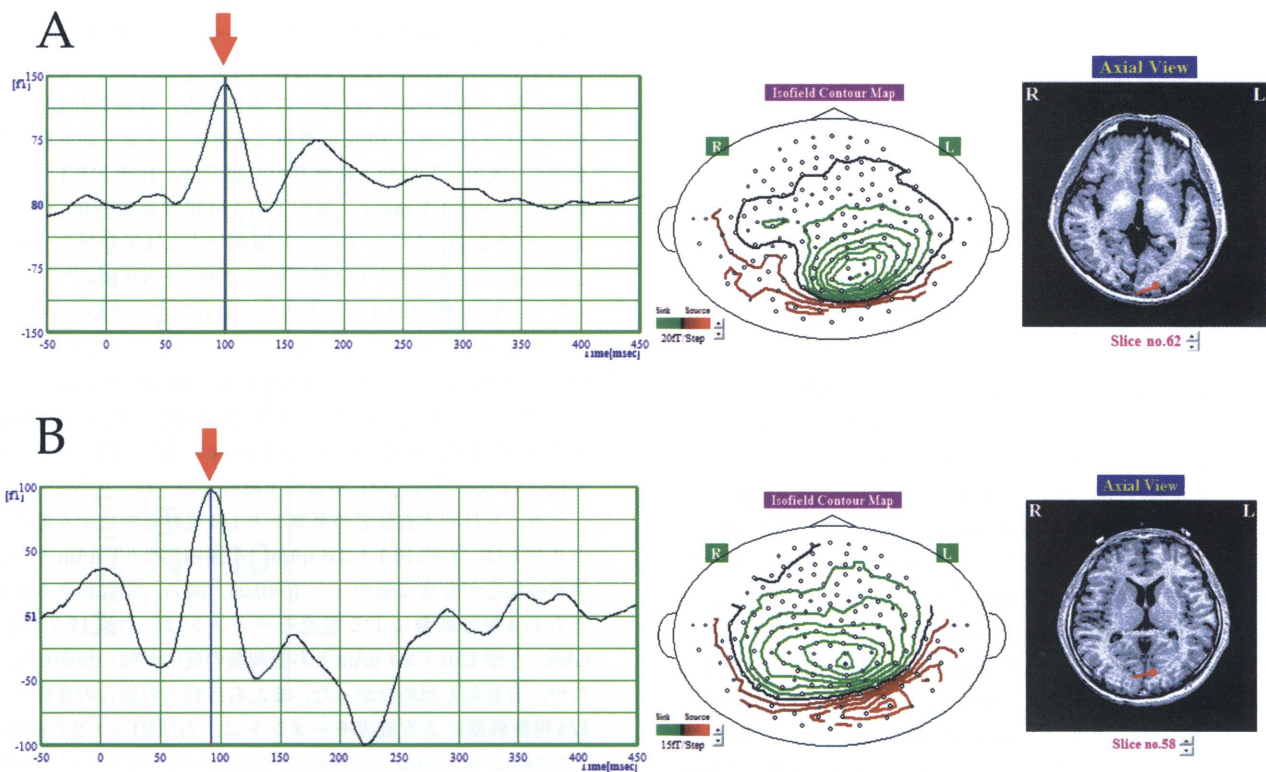 A
[fT]
150
75
80
-75
-150
-50 0 50 100 150 200 250 300 350 400 450
Time[msec]
Isofield Contour Map
R L
Sink Source
20fT/Step
Axial View
R L
Slice no.62
B
[fT]
100
50
51
-50
-100
-50 0 50 100 150 200 250 300 350 400 450
Time[msec]
Isofield Contour Map
R L
Sink Source
15fT/Step
Axial View
R L
Slice no.58